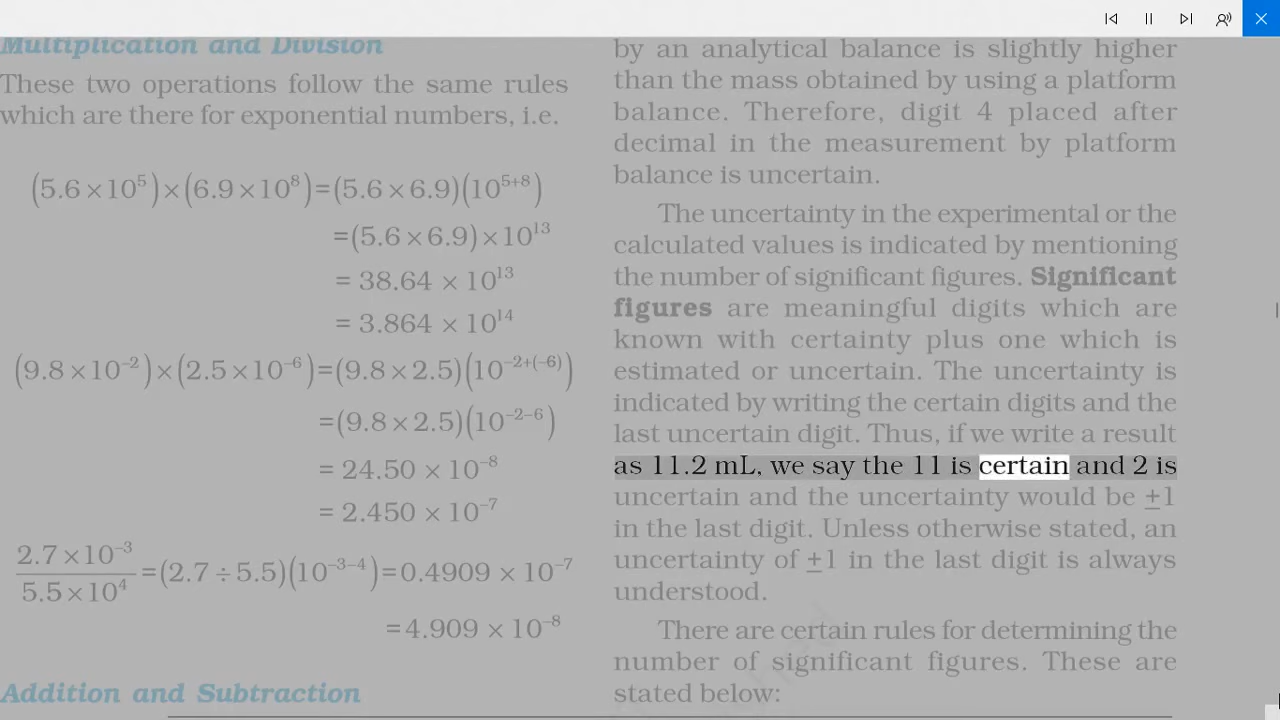 Multiplication and Division
These two operations follow the same rules
which are there for exponential numbers, i.e.
(5.6 × 10⁵) × (6.9 × 10⁸) = (5.6 × 6.9) (10⁵⁺⁸)
= (5.6 × 6.9) × 10¹³
= 38.64 × 10¹³
= 3.864 × 10¹⁴
(9.8 × 10⁻²) × (2.5 × 10⁻⁶) = (9.8 × 2.5) (10⁻²⁺⁽⁻⁶⁾)
= (9.8 × 2.5) (10⁻²⁻⁶)
= 24.50 × 10⁻⁸
= 2.450 × 10⁻⁷
2.7 × 10⁻³
5.5 × 10⁴
= (2.7 ÷ 5.5) (10⁻³⁻⁴) = 0.4909 × 10⁻⁷
= 4.909 × 10⁻⁸
Addition and Subtraction
by an analytical balance is slightly higher
than the mass obtained by using a platform
balance. Therefore, digit 4 placed after
decimal in the measurement by platform
balance is uncertain.
The uncertainty in the experimental or the
calculated values is indicated by mentioning
the number of significant figures. Significant
figures are meaningful digits which are
known with certainty plus one which is
estimated or uncertain. The uncertainty is
indicated by writing the certain digits and the
last uncertain digit. Thus, if we write a result
as 11.2 mL, we say the 11 is certain and 2 is
uncertain and the uncertainty would be ±1
in the last digit. Unless otherwise stated, an
uncertainty of ±1 in the last digit is always
understood.
There are certain rules for determining the
number of significant figures. These are
stated below: